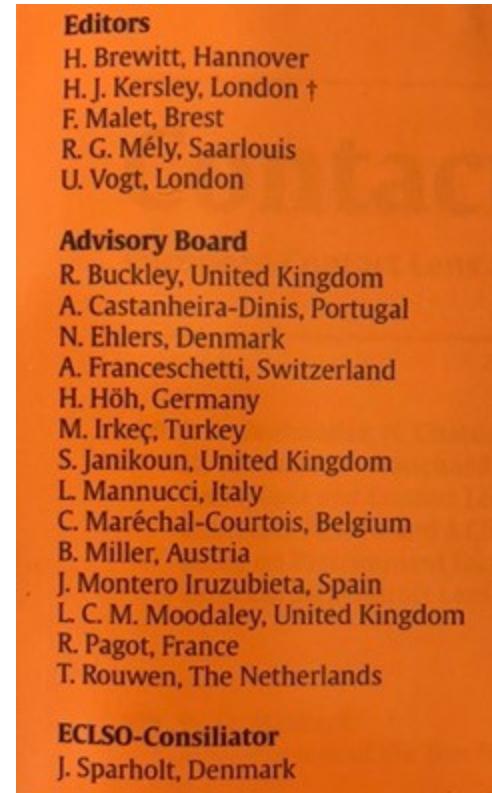 Editors
H. Brewitt, Hannover
H. J. Kersley, London †
F. Malet, Brest
R. G. Mély, Saarlouis
U. Vogt, London
Advisory Board
R. Buckley, United Kingdom
A. Castanheira-Dinis, Portugal
N. Ehlers, Denmark
A. Franceschetti, Switzerland
H. Höh, Germany
M. Irkeç, Turkey
S. Janikoun, United Kingdom
L. Mannucci, Italy
C. Maréchal-Courtois, Belgium
B. Miller, Austria
J. Montero Iruzubieta, Spain
L. C. M. Moodaley, United Kingdom
R. Pagot, France
T. Rouwen, The Netherlands
ECLSO-Consiliator
J. Sparholt, Denmark